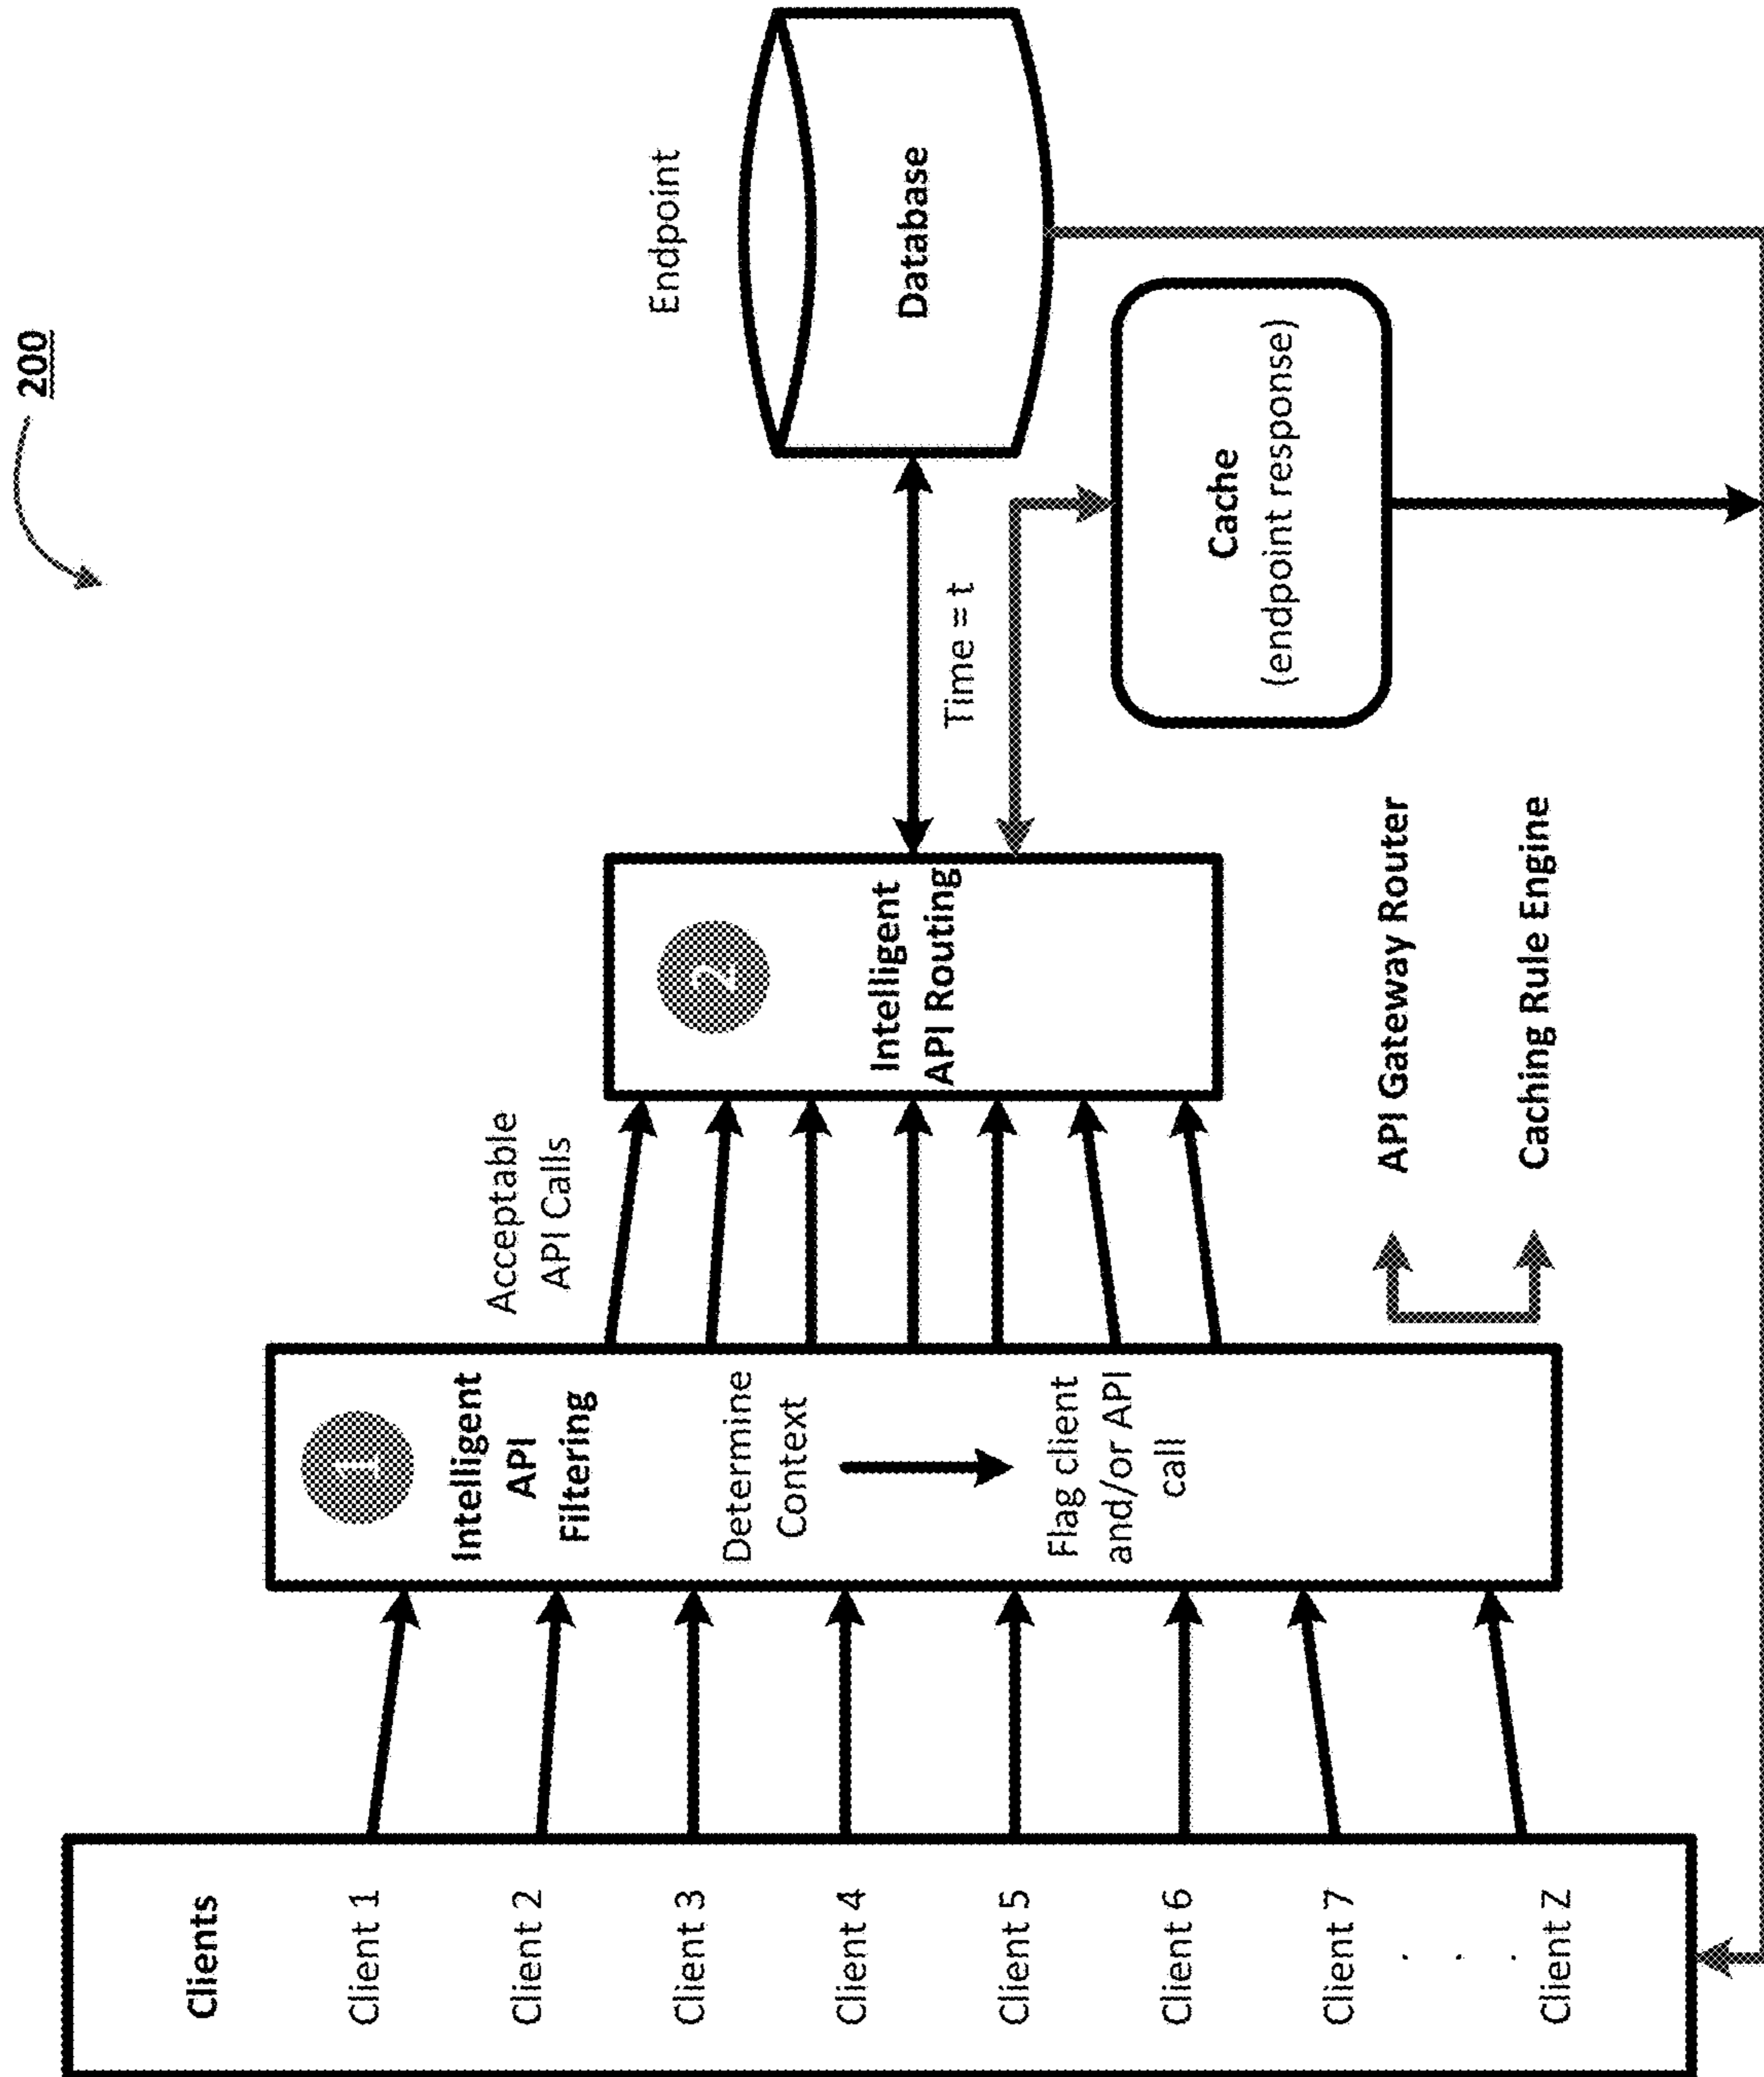 200
Clients
Client 1
Client 2
Client 3
Client 4
Client 5
Client 6
Client 7
.
.
.
Client Z
1
Intelligent
API
Filtering
Determine
Context
Flag client
and/or API
call
Acceptable
API Calls
2
Intelligent
API Routing
API Gateway Router
Caching Rule Engine
Time = t
Endpoint
Database
Cache
(endpoint response)